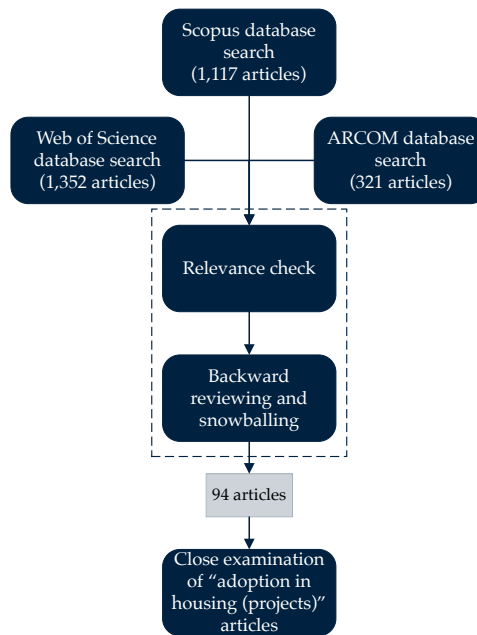 Scopus database
search
(1,117 articles)
Web of Science
database search
(1,352 articles)
ARCOM database
search
(321 articles)
Relevance check
Backward
reviewing and
snowballing
94 articles
Close examination
of “adoption in
housing (projects)”
articles